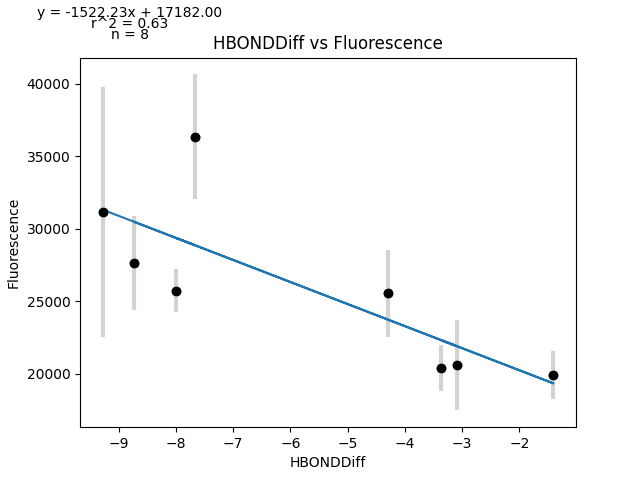 y = -1522.23x + 17182.00
r^2 = 0.63
n = 8
HBONDDiff vs Fluorescence
40000
35000
30000
25000
20000
Fluorescence
−9
−8
−7
−6
−5
−4
−3
−2
HBONDDiff